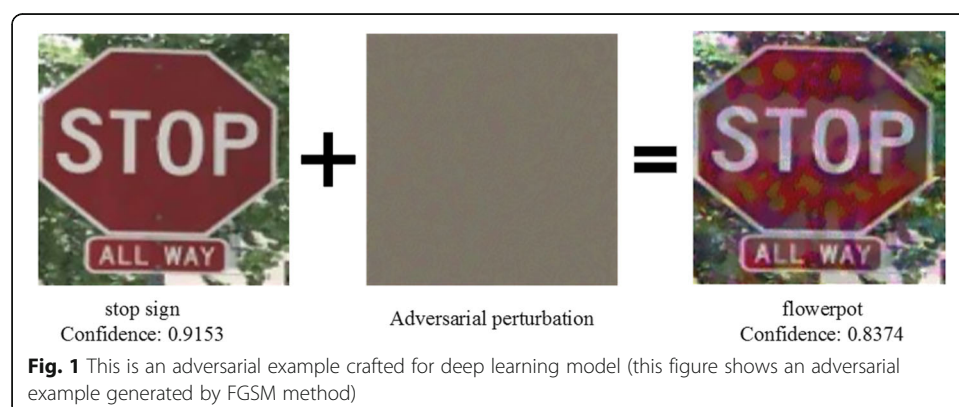 STOP
ALL WAY
+
=
STOP
ALL WAY
stop sign
Confidence: 0.9153
Adversarial perturbation
flowerpot
Confidence: 0.8374
Fig. 1 This is an adversarial example crafted for deep learning model (this figure shows an adversarial
example generated by FGSM method)